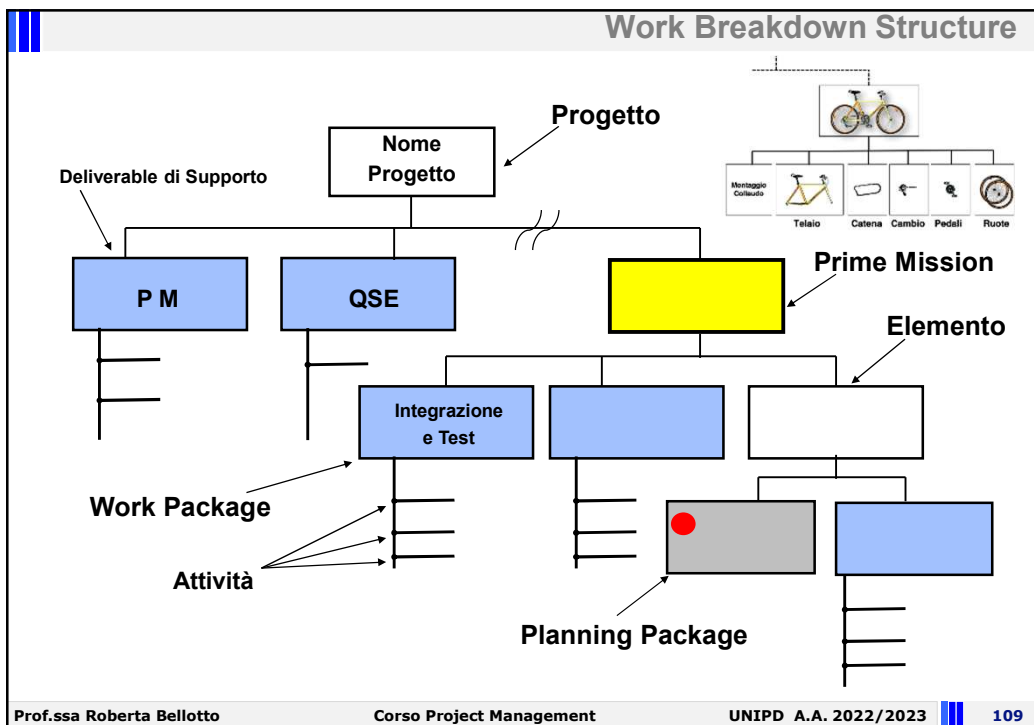 Work Breakdown Structure
Progetto
Nome
Progetto
Deliverable di Supporto
Montaggio
Collaudo
Telaio
Catena
Cambio
Pedali
Ruote
Prime Mission
P M
QSE
Elemento
Integrazione
e Test
Work Package
Attività
Planning Package
Prof.ssa Roberta Bellotto
Corso Project Management
UNIPD A.A. 2022/2023
109